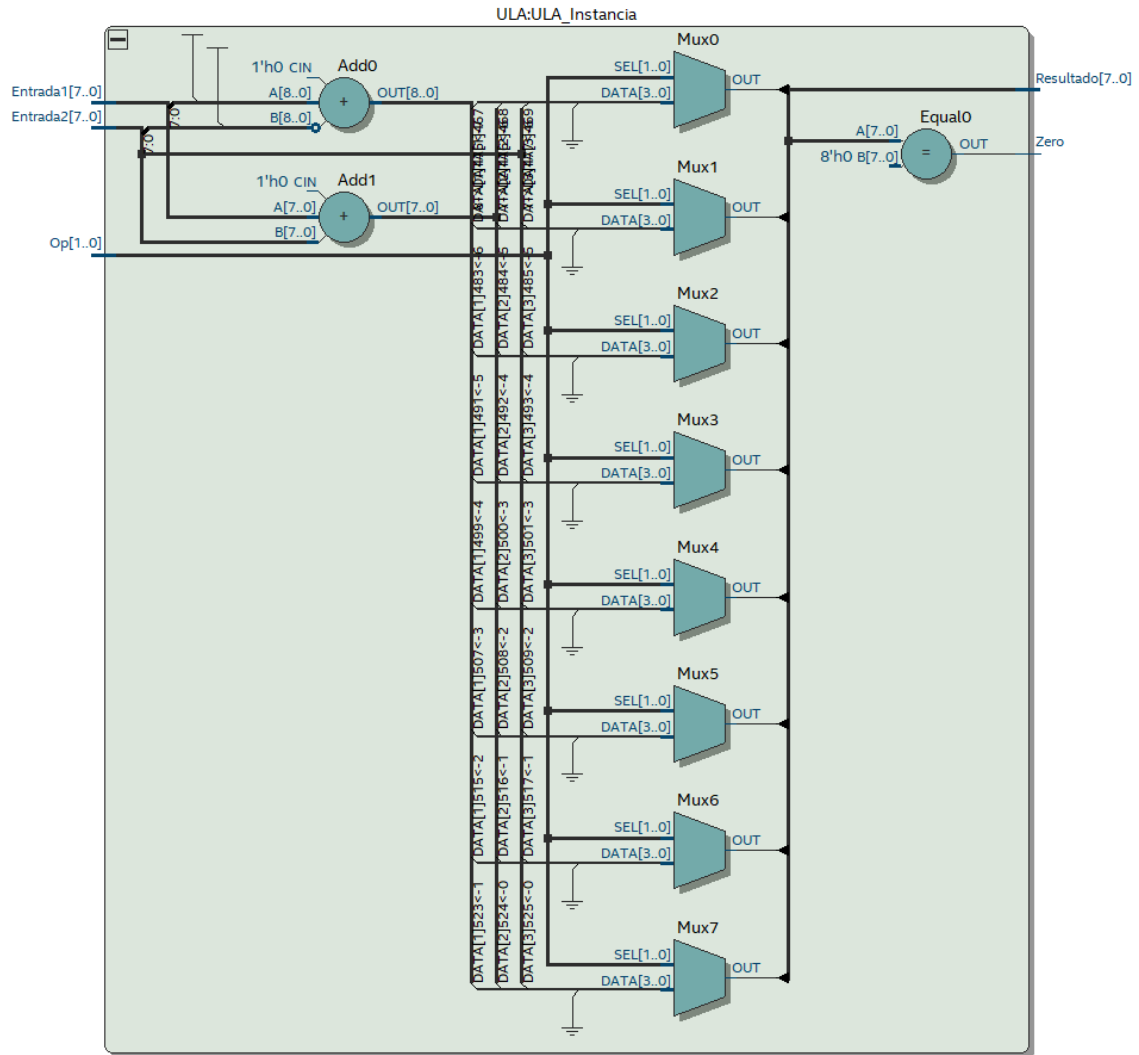 ULA:ULA_Instancia
Entrada1[7..0]
Entrada2[7..0]
Op[1..0]
7:0
7:0
1'h0 CIN
Add0
A[8..0]
B[8..0]
OUT[8..0]
1'h0 CIN
Add1
A[7..0]
B[7..0]
OUT[7..0]
Mux0
SEL[1..0]
DATA[3..0]
OUT
Resultado[7..0]
Equal0
A[7..0]
8'h0 B[7..0]
OUT
Zero
Mux1
SEL[1..0]
DATA[3..0]
OUT
DATA[1]483<-6
DATA[2]484<-5
DATA[3]485<-5
Mux2
SEL[1..0]
DATA[3..0]
OUT
DATA[1]491<-5
DATA[2]492<-4
DATA[3]493<-4
Mux3
SEL[1..0]
DATA[3..0]
OUT
DATA[1]499<-4
DATA[2]500<-3
DATA[3]501<-3
Mux4
SEL[1..0]
DATA[3..0]
OUT
DATA[1]507<-3
DATA[2]508<-2
DATA[3]509<-2
Mux5
SEL[1..0]
DATA[3..0]
OUT
DATA[1]515<-2
DATA[2]516<-1
DATA[3]517<-1
Mux6
SEL[1..0]
DATA[3..0]
OUT
DATA[1]523<-1
DATA[2]524<-0
DATA[3]525<-0
Mux7
SEL[1..0]
DATA[3..0]
OUT